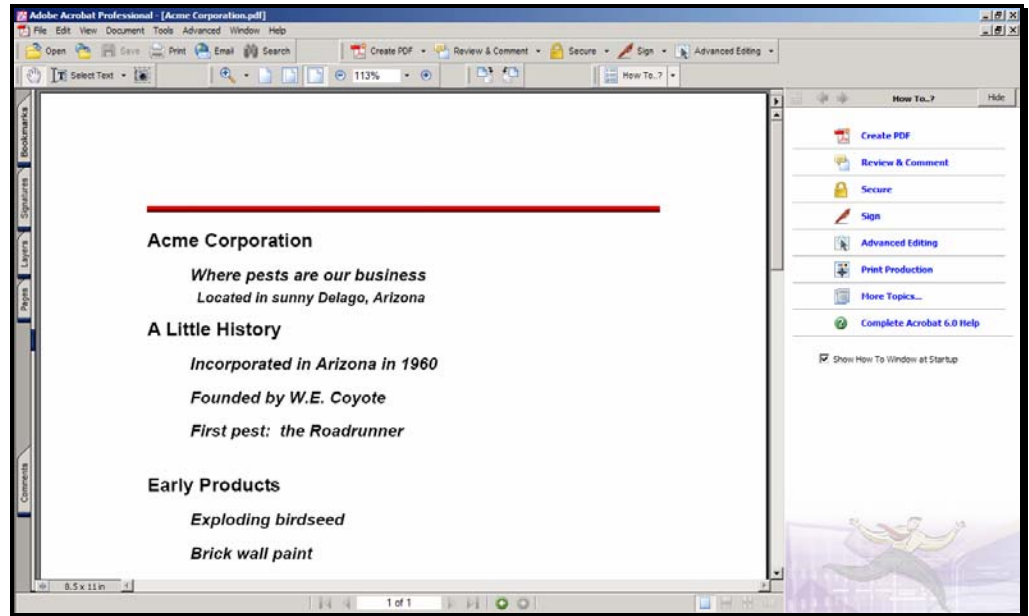 Adobe Acrobat Professional - [Acme Corporation.pdf]
File Edit View Document Tools Advanced Window Help
Open Save Print Email Search Create PDF Review & Comment Secure Sign Advanced Editing
Select Text 113% How To..?
How To..? Hide
Bookmarks
Signatures
Layers
Pages
Comments
Acme Corporation
Where pests are our business
Located in sunny Delago, Arizona
A Little History
Incorporated in Arizona in 1960
Founded by W.E. Coyote
First pest: the Roadrunner
Early Products
Exploding birdseed
Brick wall paint
Create PDF
Review & Comment
Secure
Sign
Advanced Editing
Print Production
More Topics...
Complete Acrobat 6.0 Help
Show How To Window at Startup
8.5 x 11 in
1 of 1